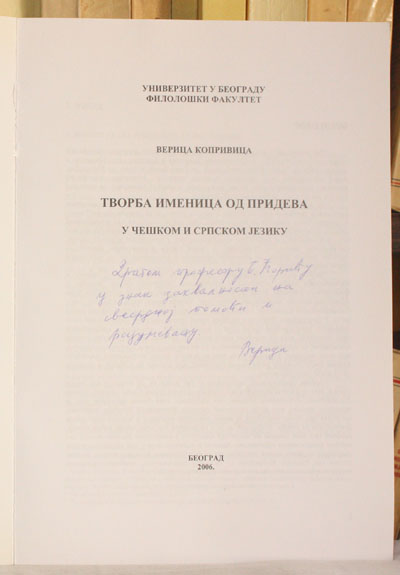 УНИВЕРЗИТЕТ У БЕОГРАДУ
ФИЛОЛОШКИ ФАКУЛТЕТ
ВЕРИЦА КОПРИВИЦА
ТВОРБА ИМЕНИЦА ОД ПРИДЕВА
У ЧЕШКОМ И СРПСКОМ ЈЕЗИКУ
Драгом професору Б. Ћорићу
у знак захвалности на
свесрдној помоћи и
разумевању
Верица
БЕОГРАД
2006.